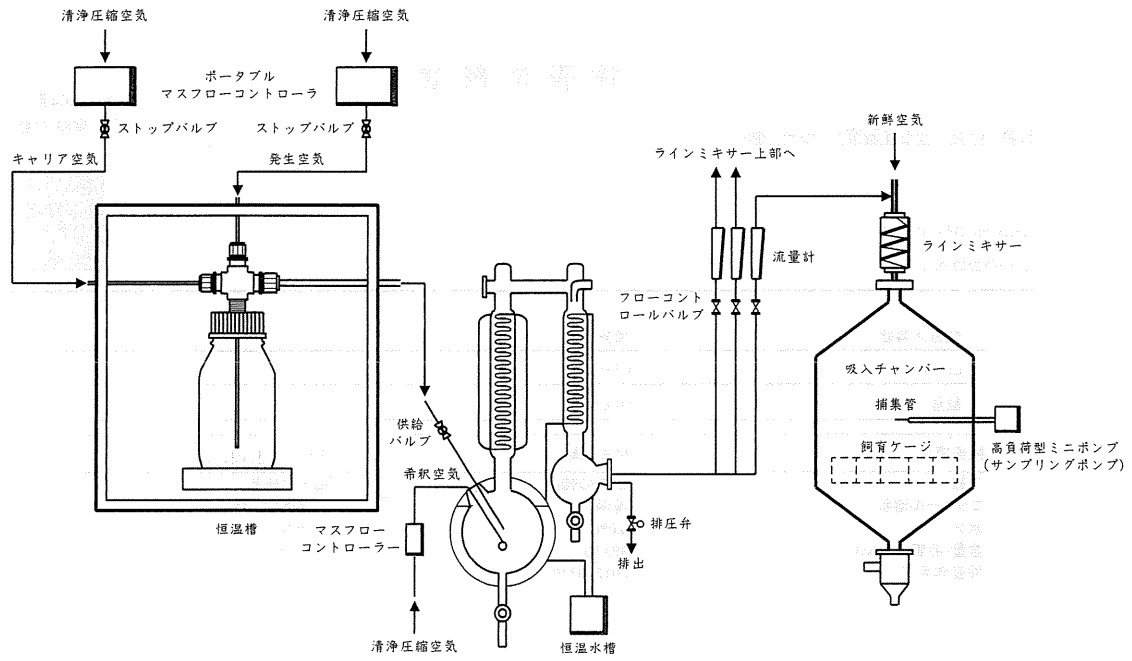 清浄圧縮空気
清浄圧縮空気
ポータブル
マスフローコントローラ
ストップバルブ
ストップバルブ
キャリア空気
発生空気
恒温槽
供給
バルブ
希釈空気
マスフロー
コントローラー
清浄圧縮空気
恒温水槽
排圧弁
排出
ラインミキサー上部へ
流量計
フローコント
ロールバルブ
新鮮空気
ラインミキサー
吸入チャンバー
捕集管
飼育ケージ
高負荷型ミニポンプ
(サンプリングポンプ)